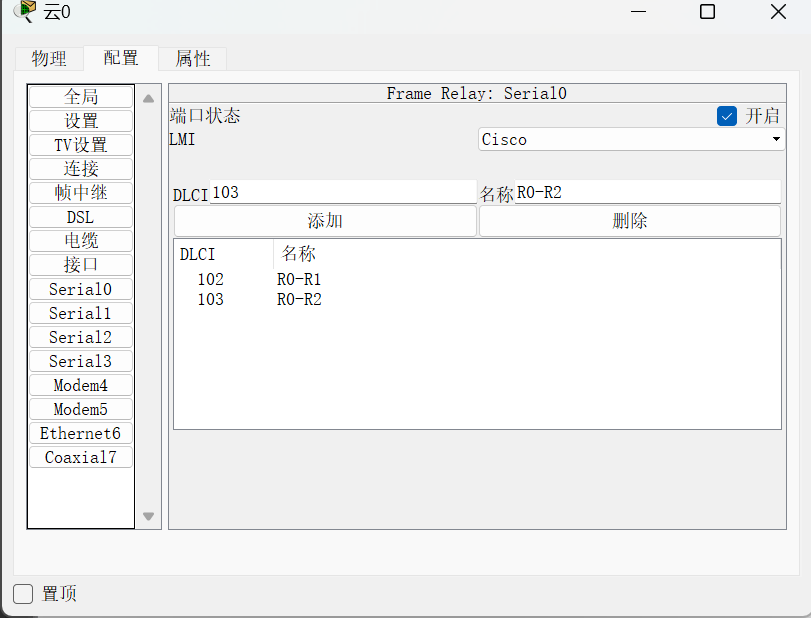 云0
物理 配置 属性
全局
设置
TV设置
连接
帧中继
DSL
电缆
接口
Serial0
Serial1
Serial2
Serial3
Modem4
Modem5
Ethernet6
Coaxial7
Frame Relay: Serial0
端口状态 开启
LMI Cisco
DLCI 103 名称 R0-R2
添加 删除
DLCI 名称
102 R0-R1
103 R0-R2
置顶